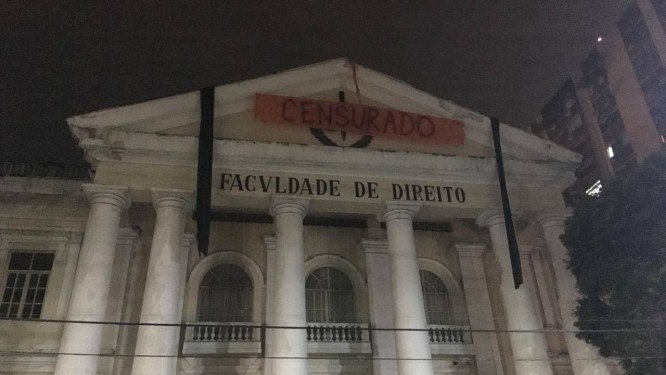 CENSURADO
FACVLDADE DE DIREITO